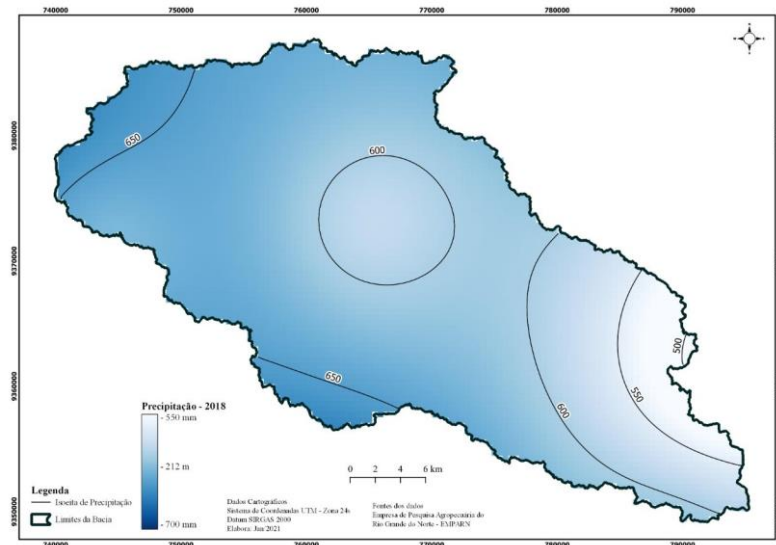 740000 750000 760000 770000 780000 790000
9380000
9370000
9360000
9350000
650
600
650
600
550
500
Precipitação - 2018
- 550 mm
- 212 m
- 700 mm
Legenda
Isoeita de Precipitação
Limites da Bacia
0 2 4 6 km
Dados Cartográficos
Sistema de Coordenadas UTM - Zona 24s
Datum SIRGAS 2000
Elabora: Jan 2021
Fontes dos dados
Empresa de Pesquisa Agropecuária do
Rio Grande do Norte - EMPARN
740000 750000 760000 770000 780000 790000